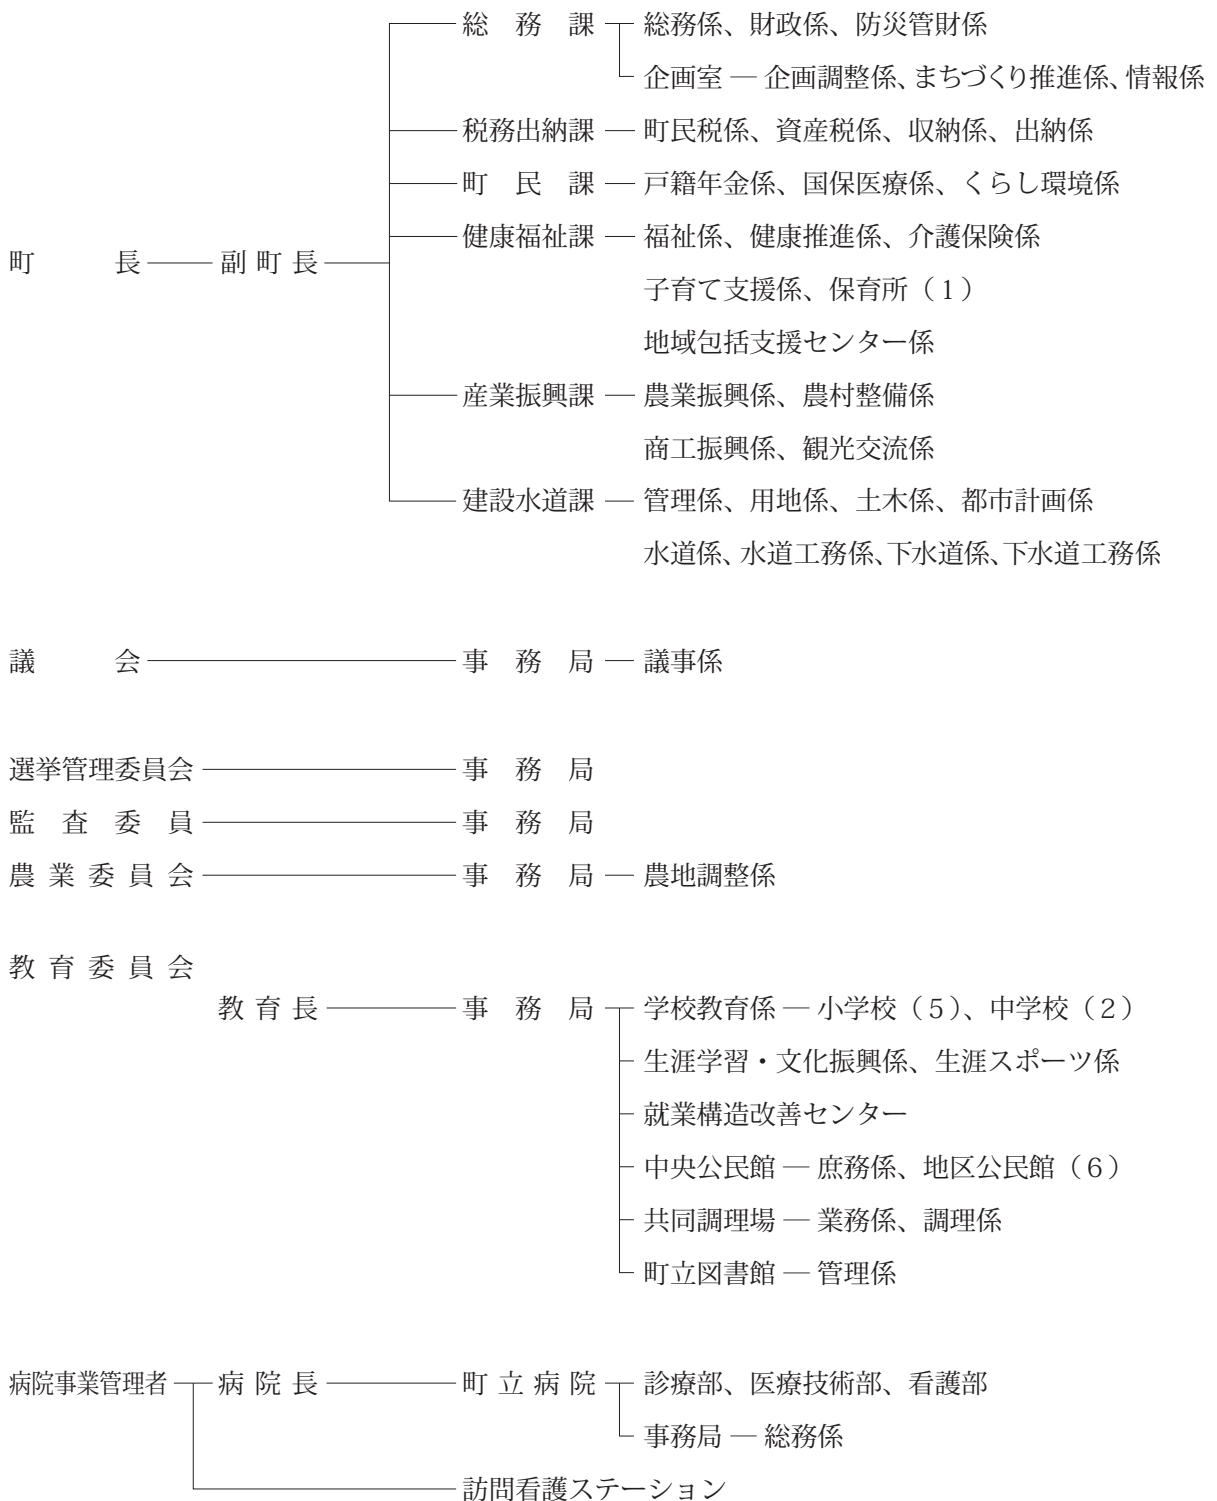 総務課 総務係、財政係、防災管財係
企画室 企画調整係、まちづくり推進係、情報係
税務出納課 町民税係、資産税係、収納係、出納係
町民課 戸籍年金係、国保医療係、くらし環境係
健康福祉課 福祉係、健康推進係、介護保険係
町長 副町長
子育て支援係、保育所（1）
地域包括支援センター係
産業振興課 農業振興係、農村整備係
商工振興係、観光交流係
建設水道課 管理係、用地係、土木係、都市計画係
水道係、水道工務係、下水道係、下水道工務係
議会 事務局 議事係
選挙管理委員会 事務局
監査委員 事務局
農業委員会 事務局 農地調整係
教育委員会
教育長 事務局 学校教育係 小学校（5）、中学校（2）
生涯学習・文化振興係、生涯スポーツ係
就業構造改善センター
中央公民館 庶務係、地区公民館（6）
共同調理場 業務係、調理係
町立図書館 管理係
病院事業管理者 病院長 町立病院 診療部、医療技術部、看護部
事務局 総務係
訪問看護ステーション